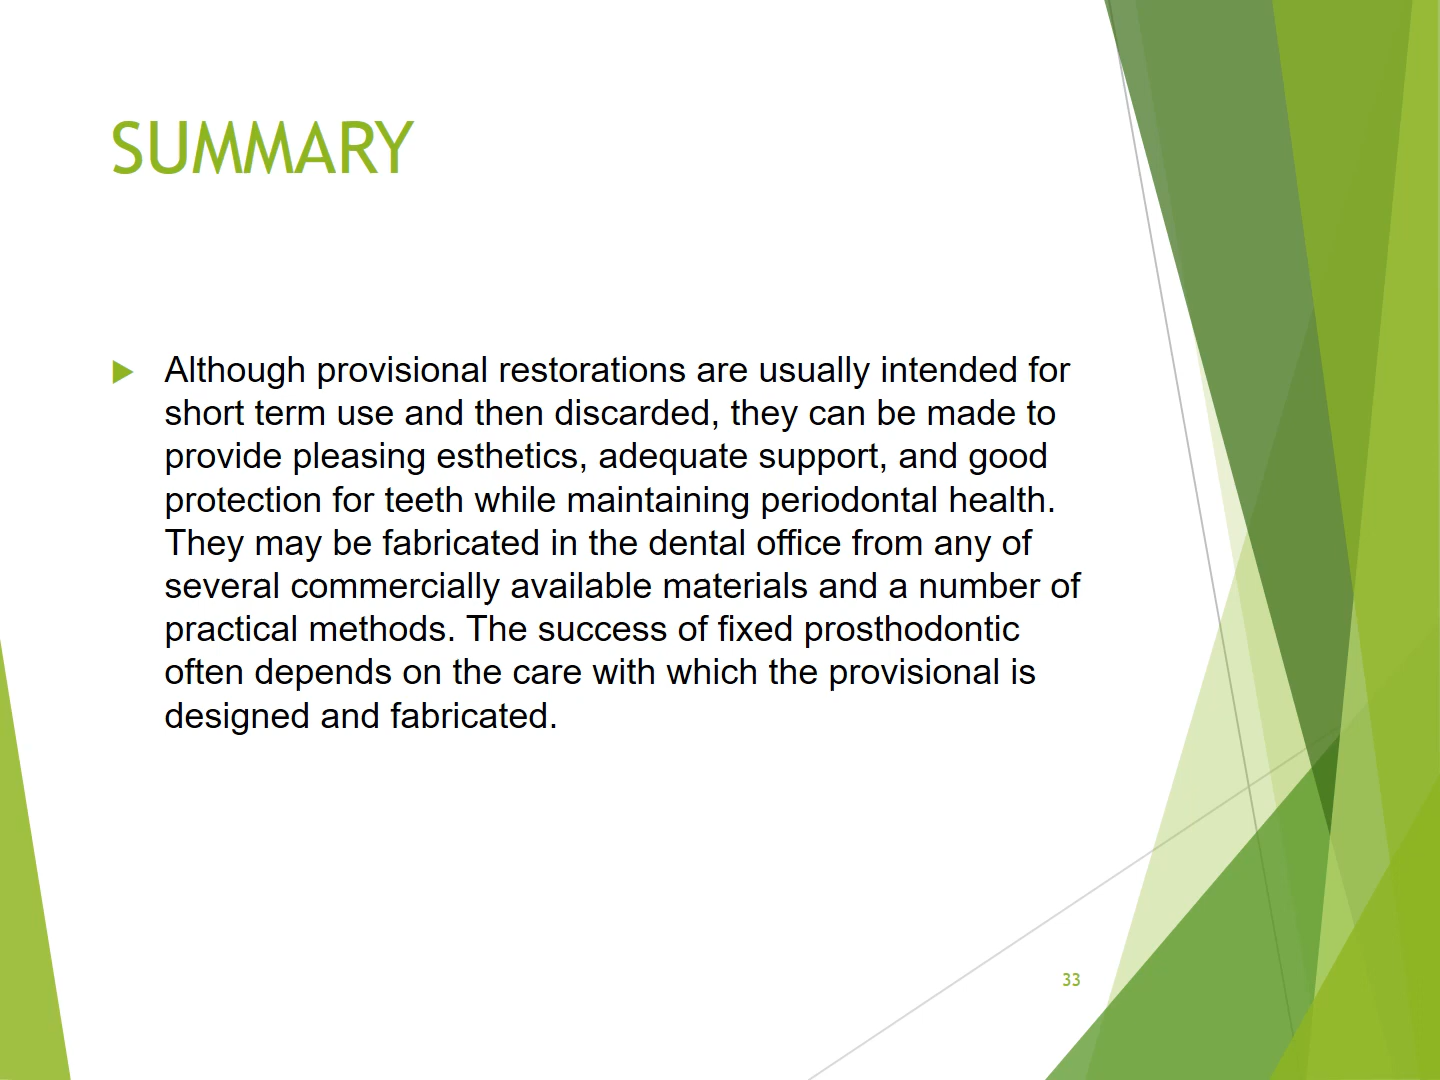 SUMMARY
Although provisional restorations are usually intended for
short term use and then discarded, they can be made to
provide pleasing esthetics, adequate support, and good
protection for teeth while maintaining periodontal health.
They may be fabricated in the dental office from any of
several commercially available materials and a number of
practical methods. The success of fixed prosthodontic
often depends on the care with which the provisional is
designed and fabricated.
33